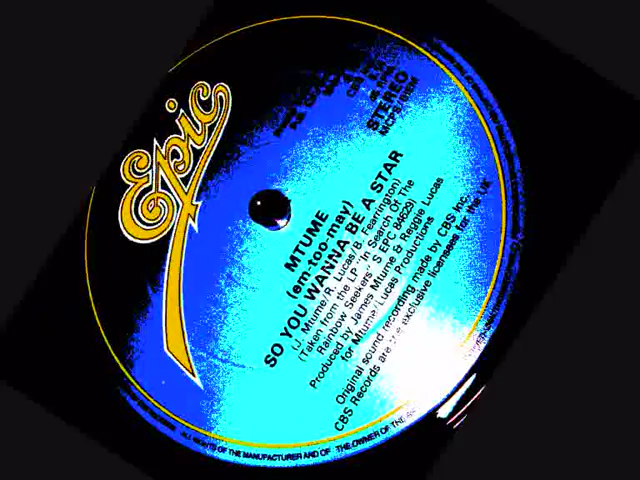 Epic
STEREO
MTUME
(em-too-may)
SO YOU WANNA BE A STAR
(J. Mtume/R. Lucas/B. Fearrington)
(Taken from the LP "In Search Of The
Rainbow Seekers" S EPC 84629)
Produced by James Mtume & Reggie Lucas
for Mtume/Lucas Productions
Original sound recording made by CBS Inc.
CBS Records are the exclusive licensees for the UK
ALL RIGHTS OF THE MANUFACTURER AND OF THE OWNER OF THE